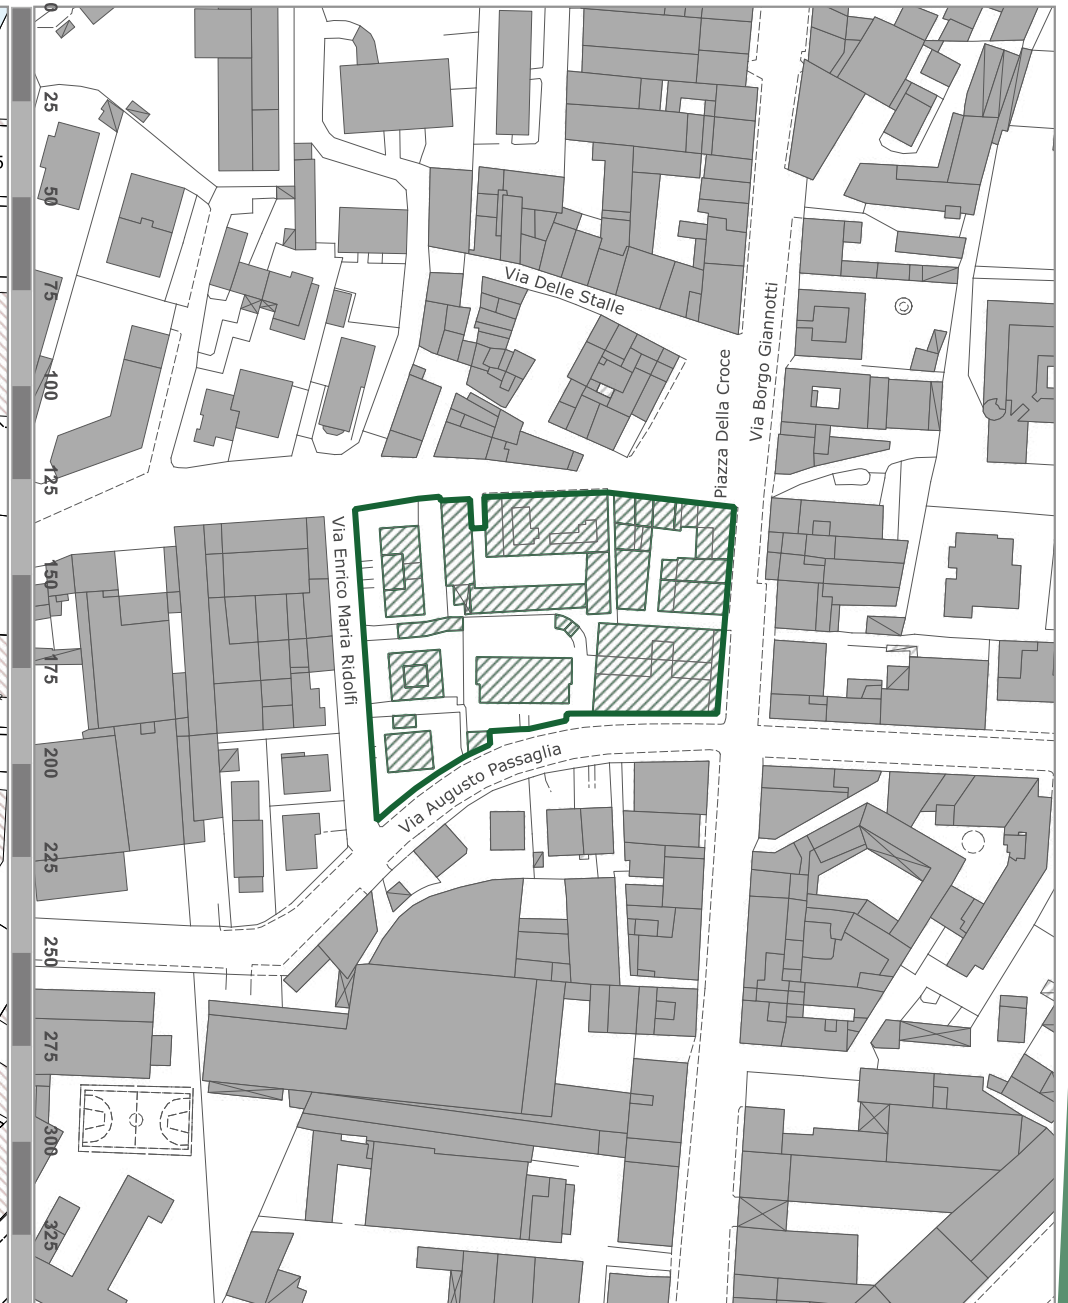 0
25
50
75
100
125
150
175
200
225
250
275
300
325
Via Delle Stalle
Via Borgo Giannotti
Piazza Della Croce
Via Enrico Maria Ridolfi
Via Augusto Passaglia